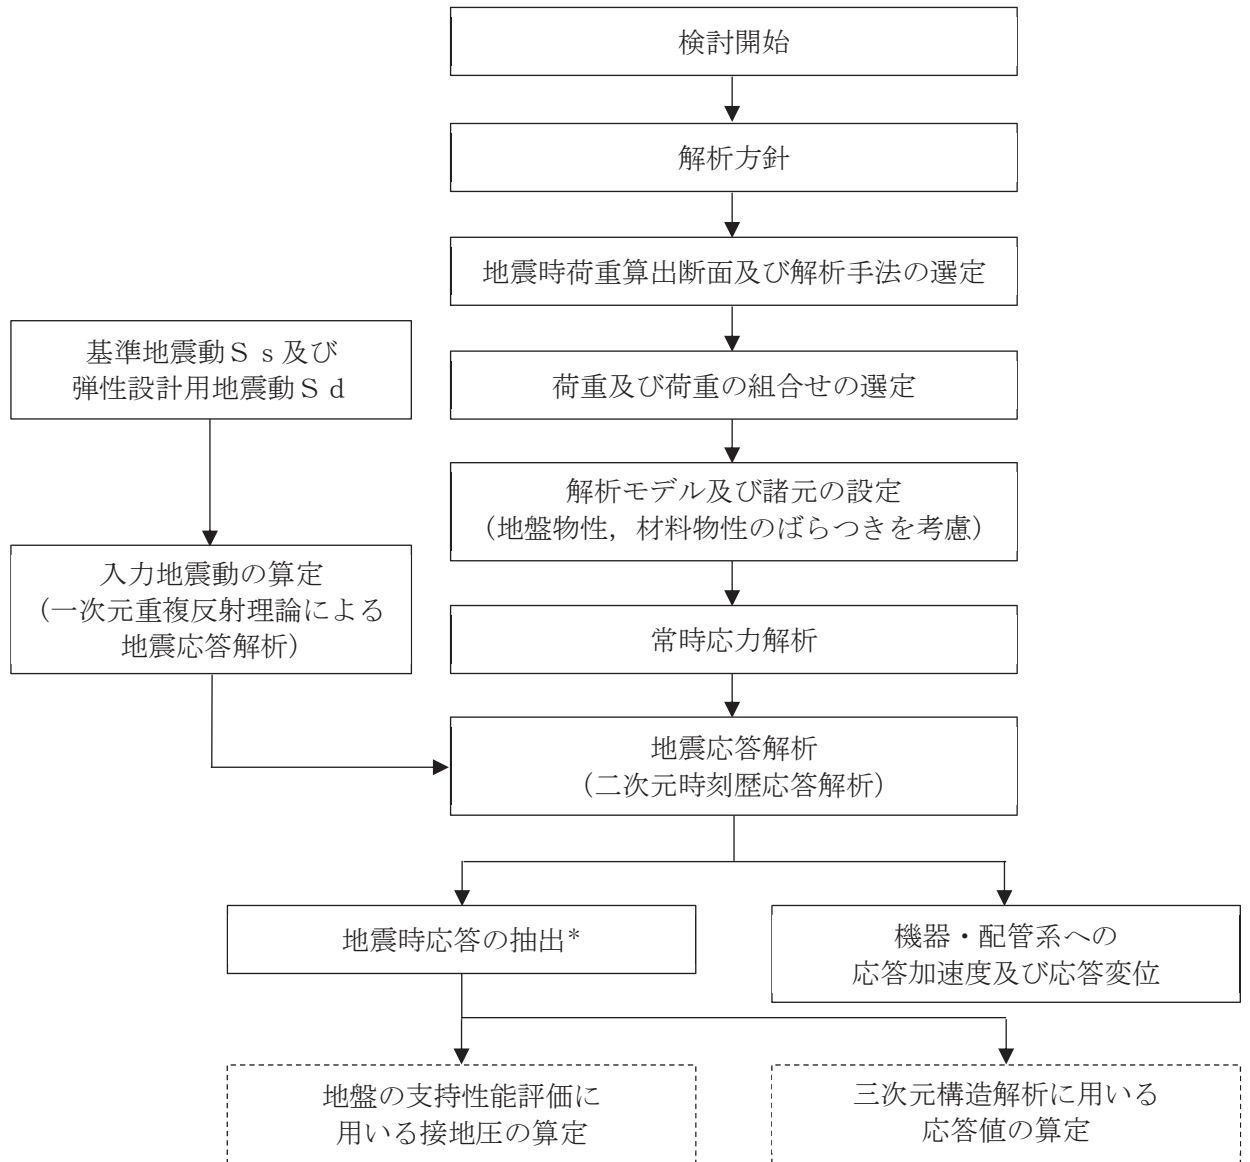 検討開始
解析方針
地震時荷重算出断面及び解析手法の選定
基準地震動Ｓｓ及び
弾性設計用地震動Ｓｄ
荷重及び荷重の組合せの選定
解析モデル及び諸元の設定
（地盤物性，材料物性のばらつきを考慮）
入力地震動の算定
（一次元重複反射理論による
地震応答解析）
常時応力解析
地震応答解析
（二次元時刻歴応答解析）
地震時応答の抽出*
機器・配管系への
応答加速度及び応答変位
地盤の支持性能評価に
用いる接地圧の算定
三次元構造解析に用いる
応答値の算定